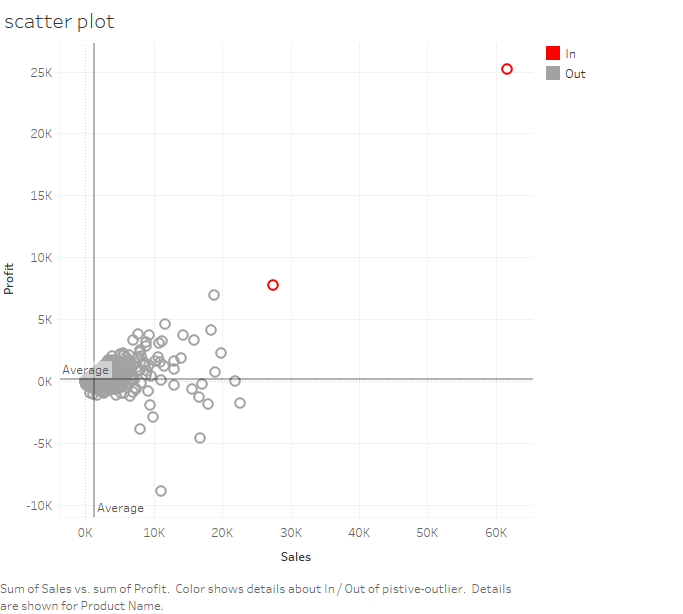 scatter plot
In
Out
25K
20K
15K
10K
5K
0K
-5K
-10K
Profit
Average
Average
0K 10K 20K 30K 40K 50K 60K
Sales
Sum of Sales vs. sum of Profit. Color shows details about In / Out of pistive-outlier. Details
are shown for Product Name.